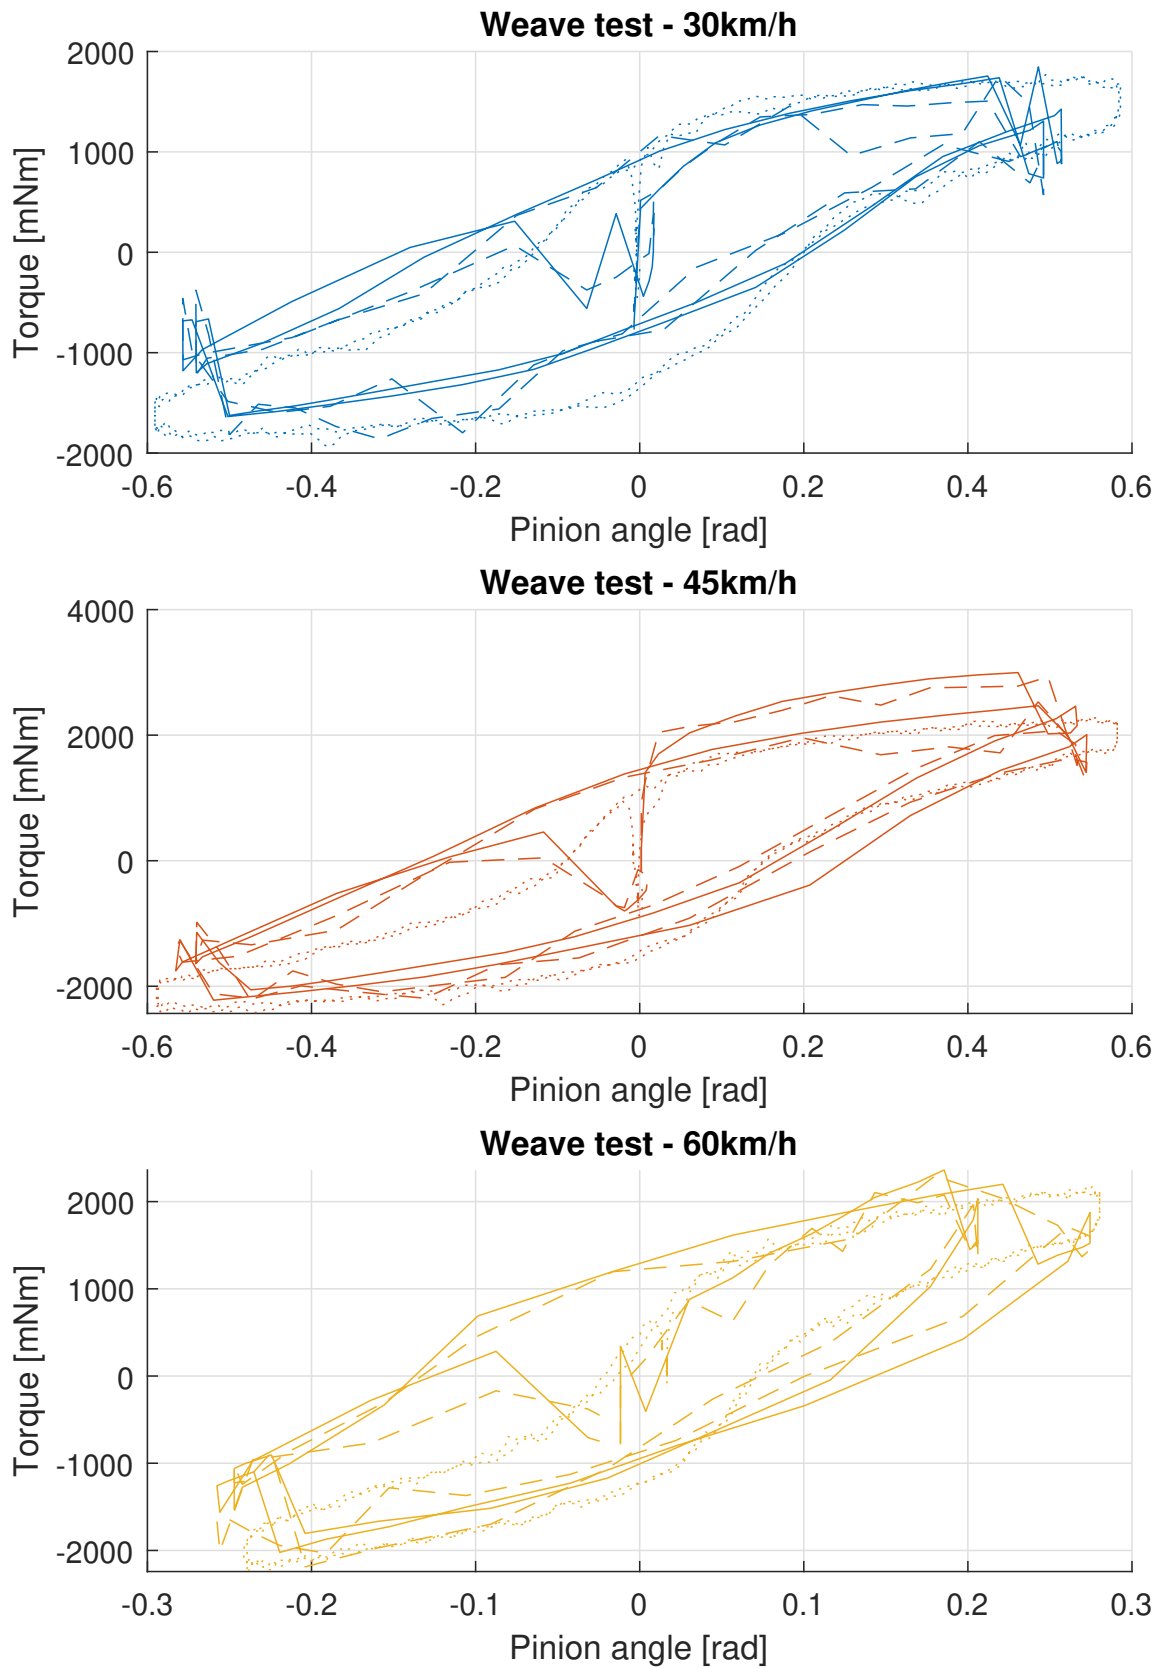 Weave test - 30km/h
2000
1000
0
-1000
-2000
Torque [mNm]
-0.6 -0.4 -0.2 0 0.2 0.4 0.6
Pinion angle [rad]
Weave test - 45km/h
4000
2000
0
-2000
Torque [mNm]
-0.6 -0.4 -0.2 0 0.2 0.4 0.6
Pinion angle [rad]
Weave test - 60km/h
2000
1000
0
-1000
-2000
Torque [mNm]
-0.3 -0.2 -0.1 0 0.1 0.2 0.3
Pinion angle [rad]